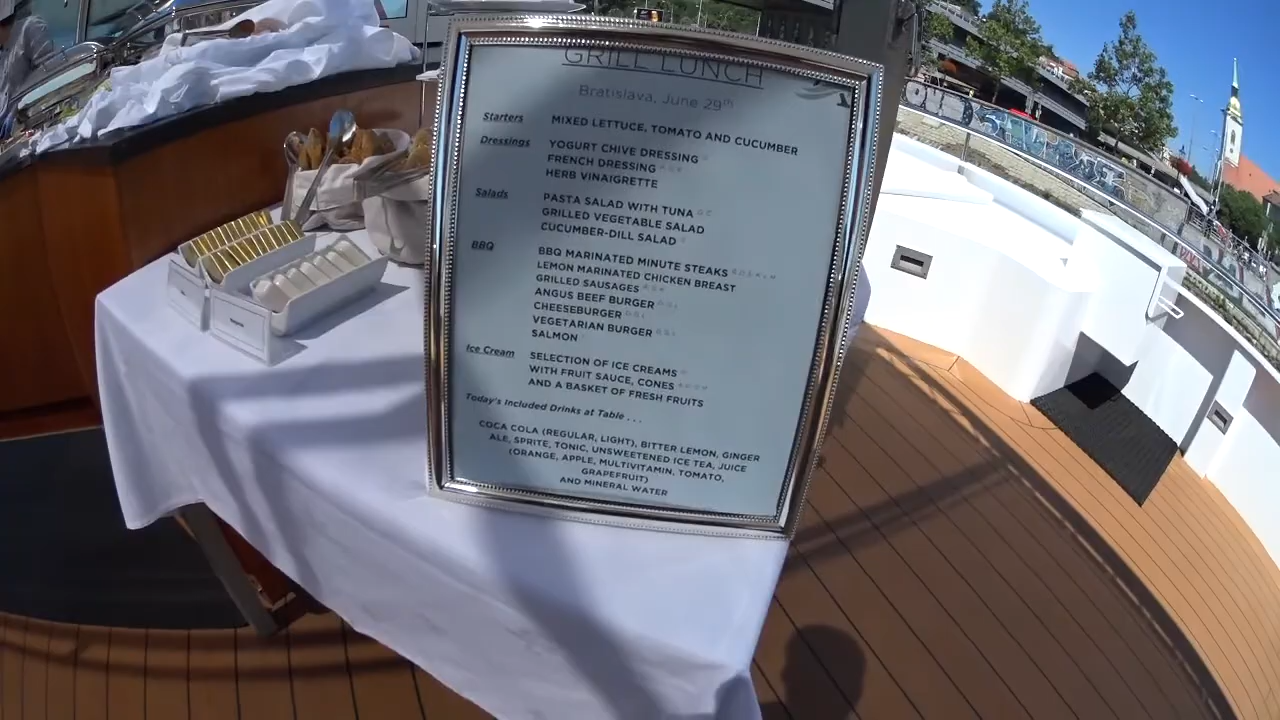 GRILL LUNCH
Bratislava, June 29th
Starters MIXED LETTUCE, TOMATO AND CUCUMBER
Dressings YOGURT CHIVE DRESSING
FRENCH DRESSING
HERB VINAIGRETTE
Salads PASTA SALAD WITH TUNA
GRILLED VEGETABLE SALAD
CUCUMBER-DILL SALAD
BBQ BBQ MARINATED MINUTE STEAKS
LEMON MARINATED CHICKEN BREAST
GRILLED SAUSAGES
ANGUS BEEF BURGER
CHEESEBURGER
VEGETARIAN BURGER
SALMON
Ice Cream SELECTION OF ICE CREAMS
WITH FRUIT SAUCE, CONES
AND A BASKET OF FRESH FRUITS
Today's Included Drinks at Table . . .
COCA COLA (REGULAR, LIGHT), BITTER LEMON, GINGER
ALE, SPRITE, TONIC, UNSWEETENED ICE TEA, JUICE
(ORANGE, APPLE, MULTIVITAMIN, TOMATO,
GRAPEFRUIT)
AND MINERAL WATER